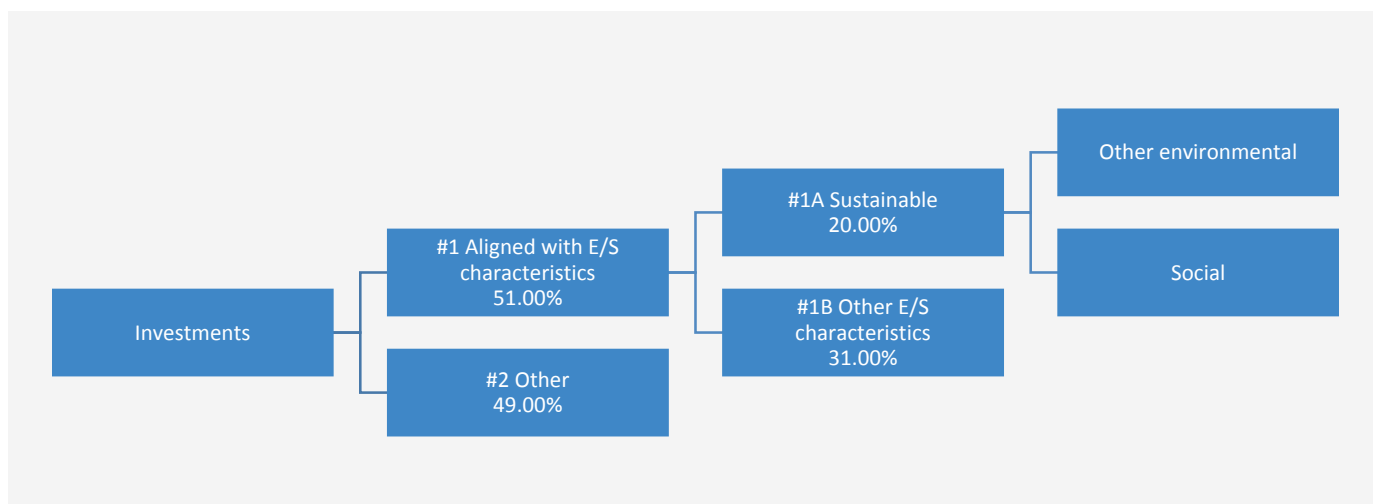 Investments
#1 Aligned with E/S
characteristics
51.00%
#2 Other
49.00%
#1A Sustainable
20.00%
#1B Other E/S
characteristics
31.00%
Other environmental
Social